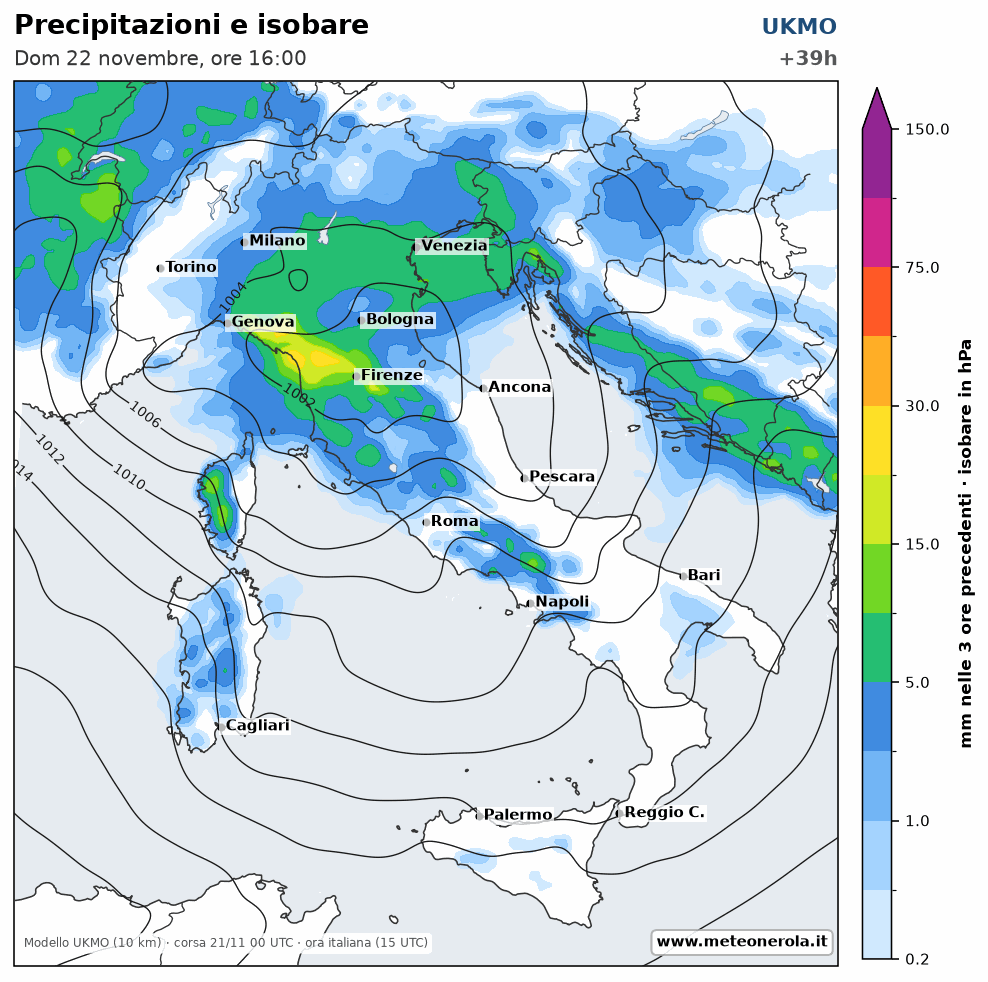 Precipitazioni e isobare
UKMO
Dom 22 novembre, ore 16:00
+39h
150.0
75.0
30.0
15.0
5.0
1.0
0.2
mm nelle 3 ore precedenti · isobare in hPa
Milano
Venezia
Torino
1004
Genova
Bologna
Firenze
Ancona
1002
1006
1012
1010
014
Pescara
Roma
Bari
Napoli
Cagliari
Palermo
Reggio C.
Modello UKMO (10 km) · corsa 21/11 00 UTC · ora italiana (15 UTC)
www.meteonerola.it